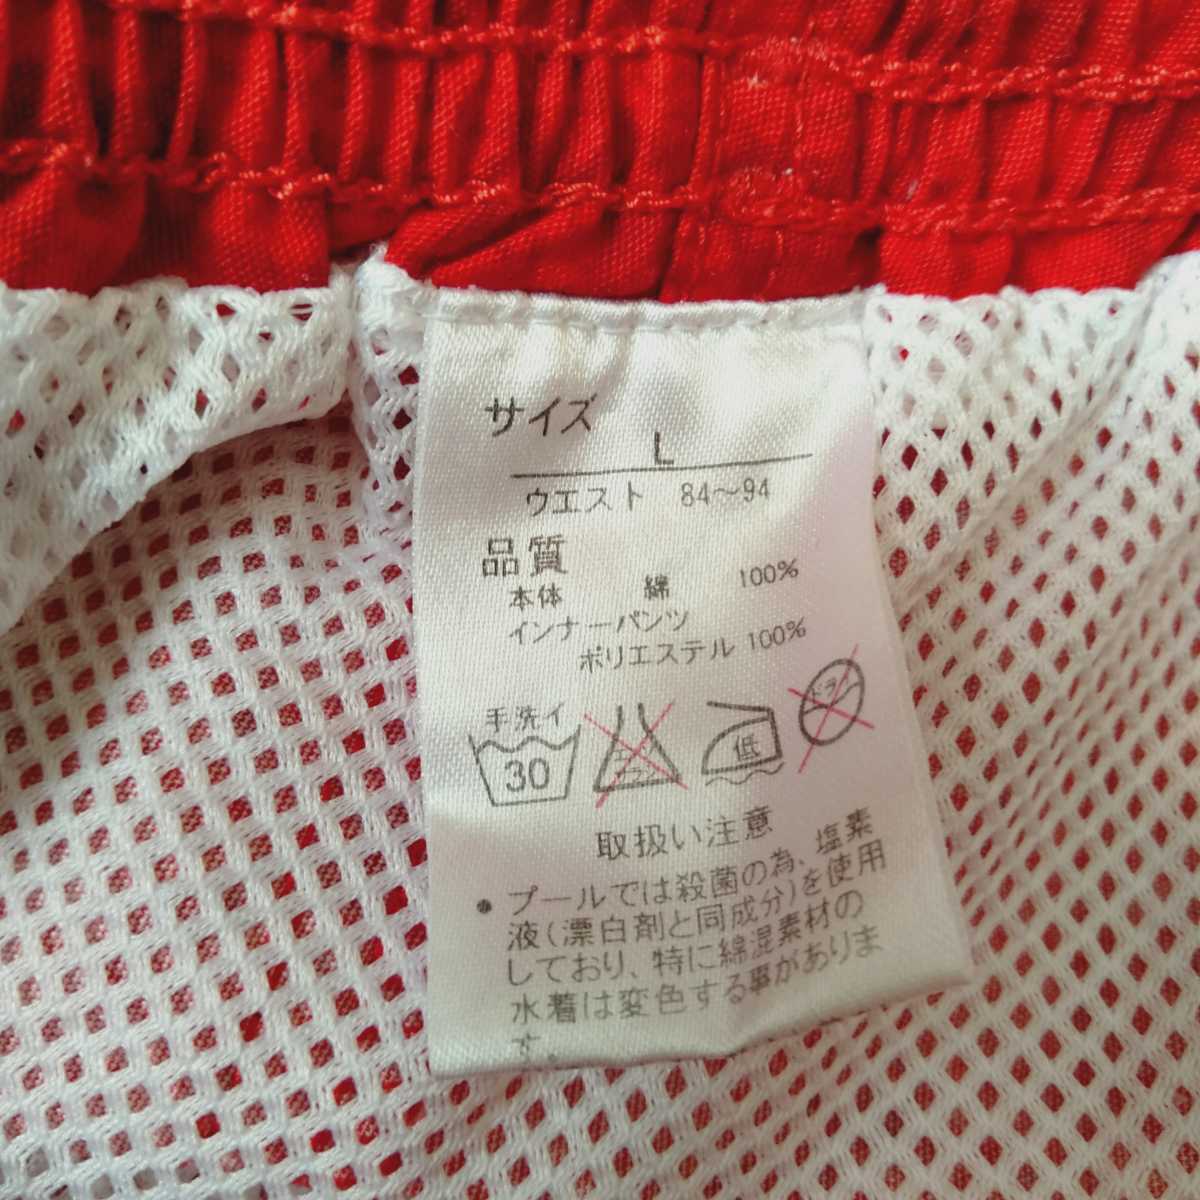 サイズ
L
ウエスト 84～94
品質
本体 綿 100%
インナーパンツ
ポリエステル 100%
手洗イ
30
低
ドライ
取扱い注意
● プールでは殺菌の為、塩素
液(漂白剤と同成分)を使用
しており、特に綿混素材の
水着は変色する事がありま
す。